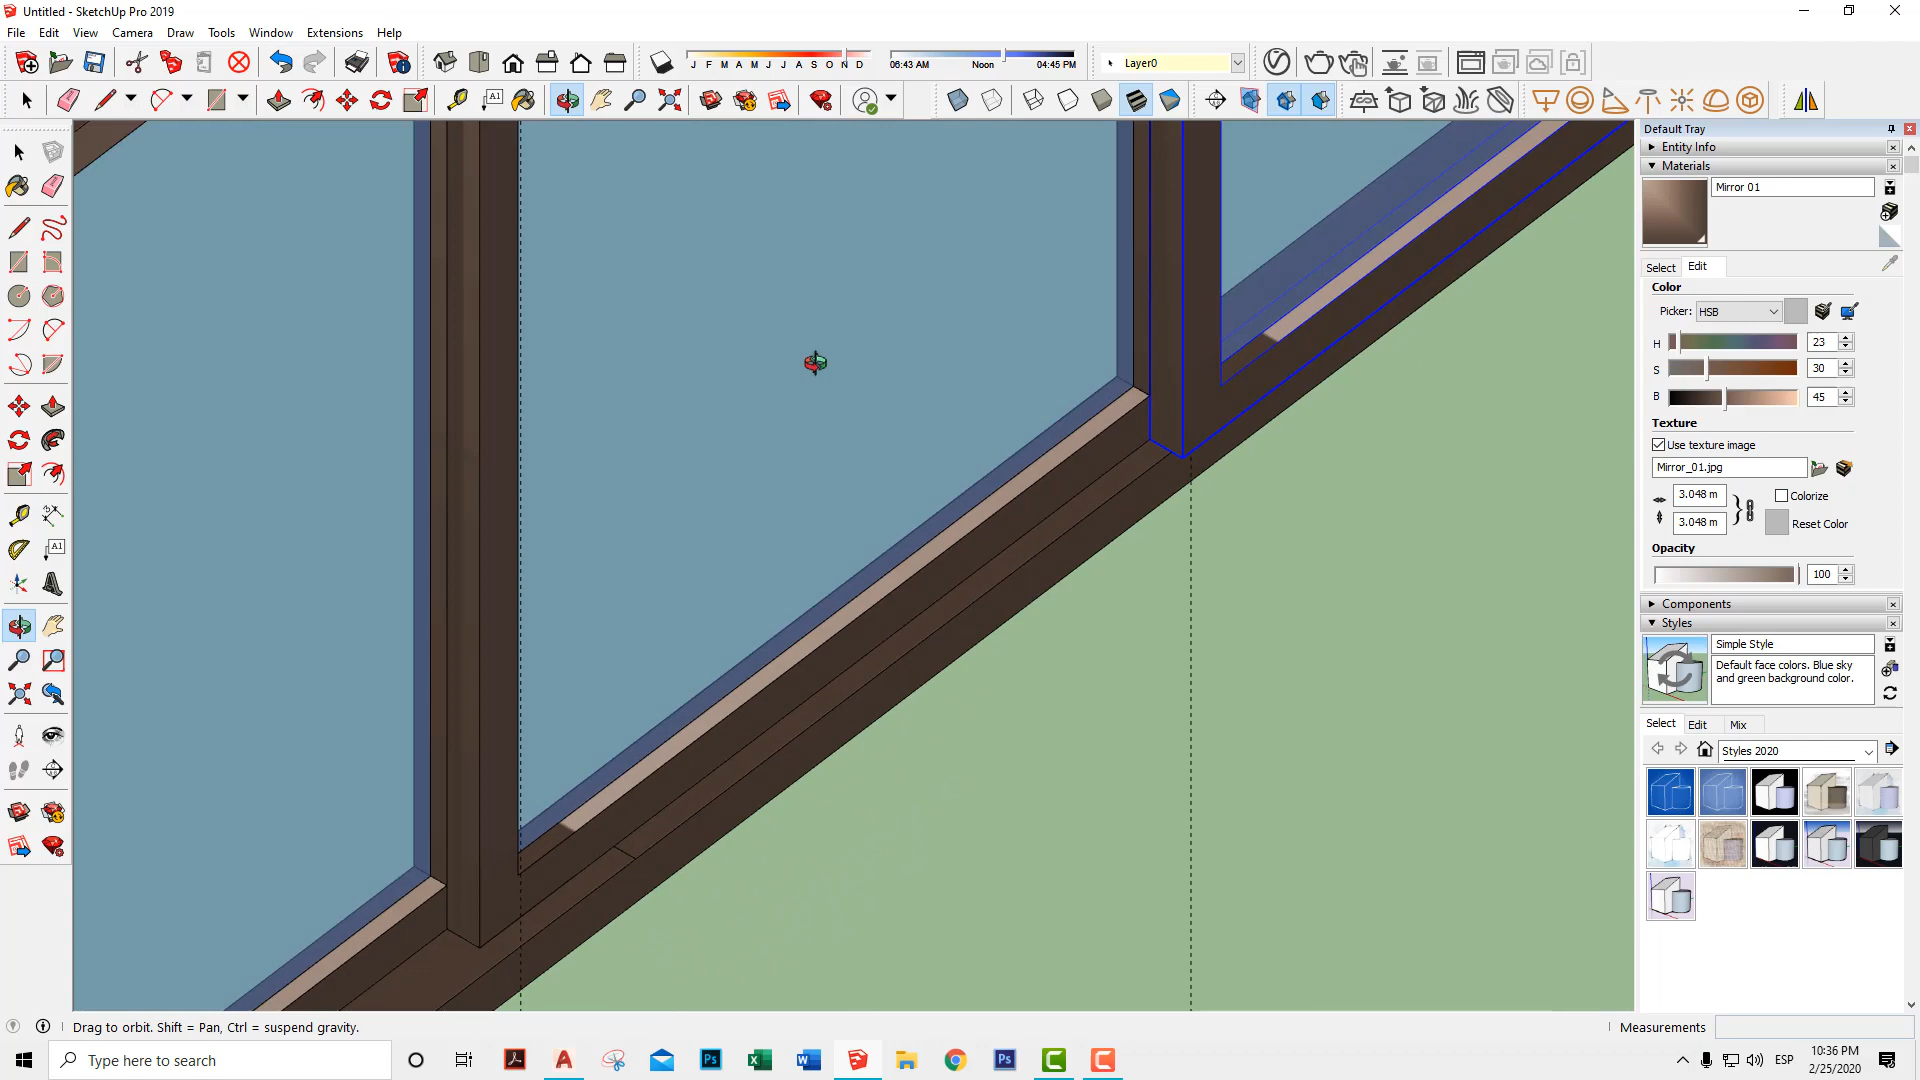 Untitled - SketchUp Pro 2019
File Edit View Camera Draw Tools Window Extensions Help
J F M A M J J A S O N D
06:43 AM Noon 04:45 PM
Layer0
A1
Default Tray
Entity Info
Materials
Mirror 01
Select Edit
Color
Picker: HSB
H 23
S 30
B 45
Texture
Use texture image
Mirror_01.jpg
3.048 m Colorize
3.048 m Reset Color
Opacity
100
Components
Styles
Simple Style
Default face colors. Blue sky
and green background color.
Select Edit Mix
Styles 2020
A1
Drag to orbit. Shift = Pan, Ctrl = suspend gravity.
Measurements
Type here to search
ESP
10:36 PM
2/25/2020